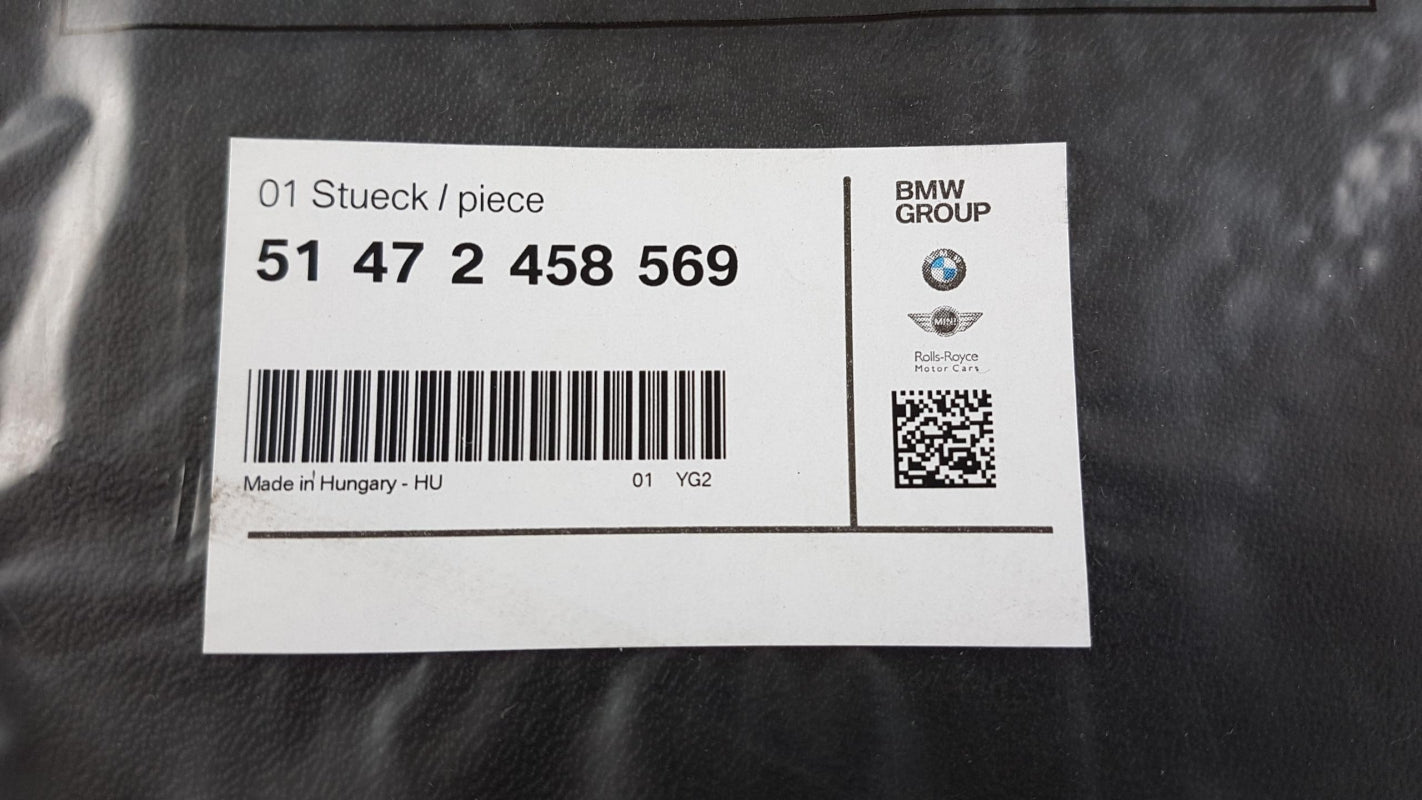 01 Stueck / piece
51 47 2 458 569
Made in Hungary - HU
01 YG2
BMW
GROUP
MINI
Rolls-Royce
Motor Cars